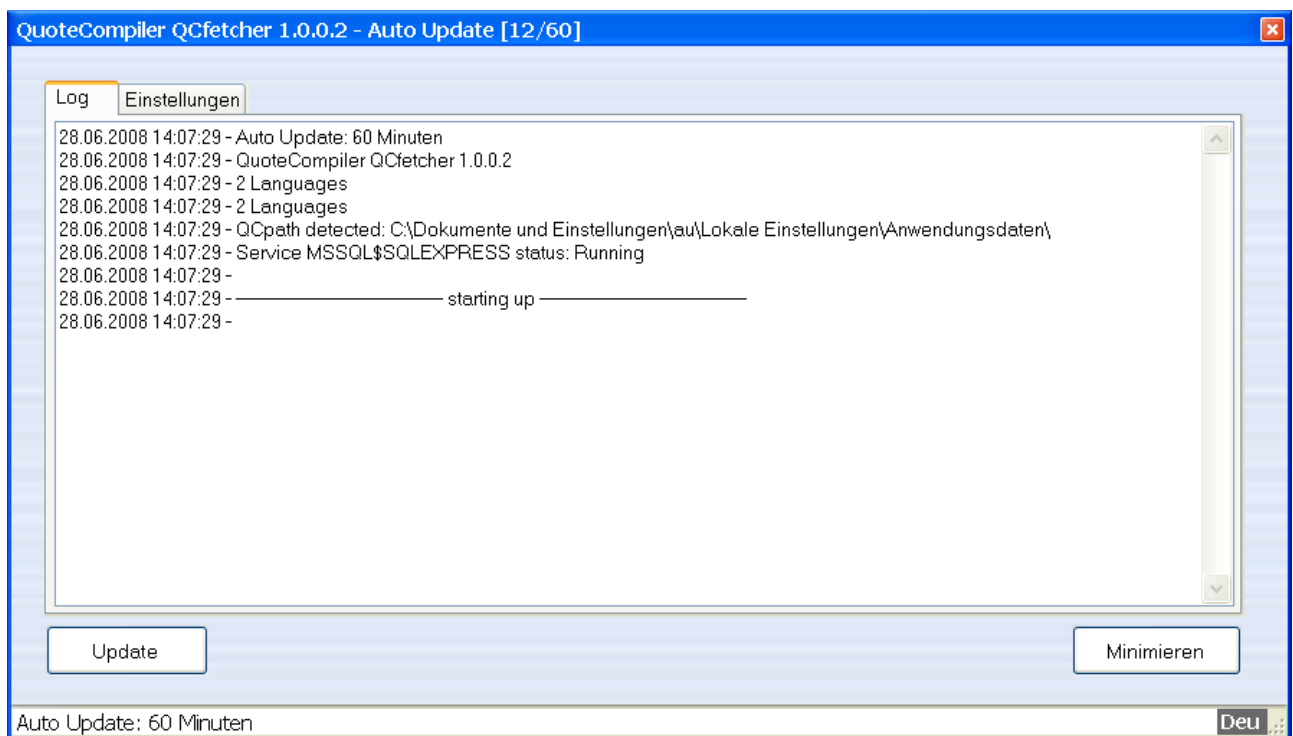 QuoteCompiler QCfetcher 1.0.0.2 - Auto Update [12/60]
Log
Einstellungen
28.06.2008 14:07:29 - Auto Update: 60 Minuten
28.06.2008 14:07:29 - QuoteCompiler QCfetcher 1.0.0.2
28.06.2008 14:07:29 - 2 Languages
28.06.2008 14:07:29 - 2 Languages
28.06.2008 14:07:29 - QCpath detected: C:\Dokumente und Einstellungen\au\Lokale Einstellungen\Anwendungsdaten\
28.06.2008 14:07:29 - Service MSSQL$SQLEXPRESS status: Running
28.06.2008 14:07:29 -
28.06.2008 14:07:29 - ----------------------- starting up -----------------------
28.06.2008 14:07:29 -
Update
Minimieren
Auto Update: 60 Minuten
Deu